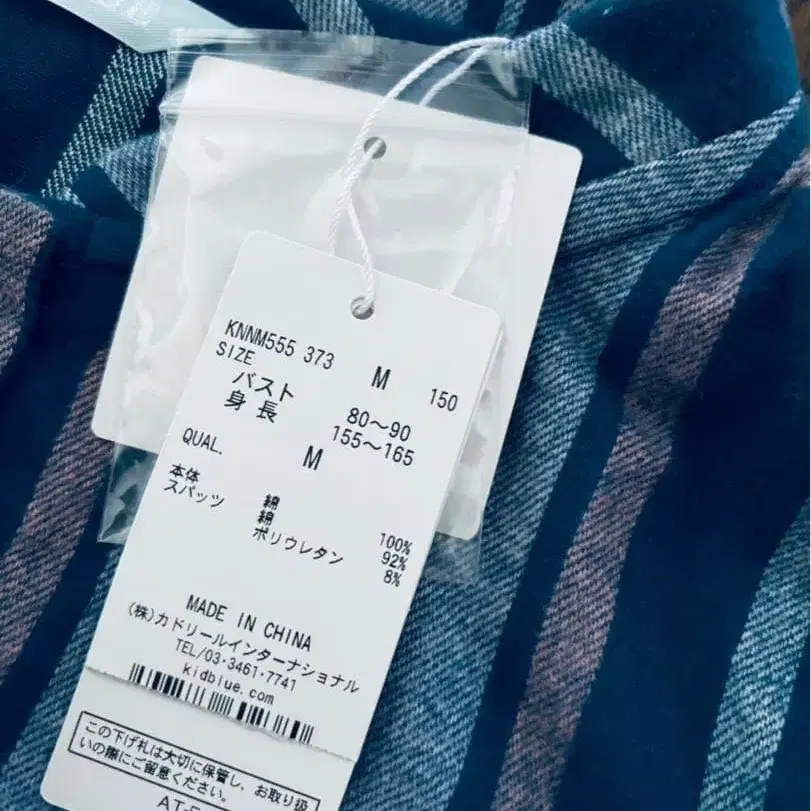 KNNM555 373 M 150
SIZE
バスト 80～90
身長 155～165
QUAL. M
本体 綿 100%
スパッツ 綿 92%
ポリウレタン 8%
MADE IN CHINA
(株)カドリールインターナショナル
TEL/03・3461・7741
kidblue.com
この下げ札は大切に保管し、お取り扱
いの際にご留意ください。